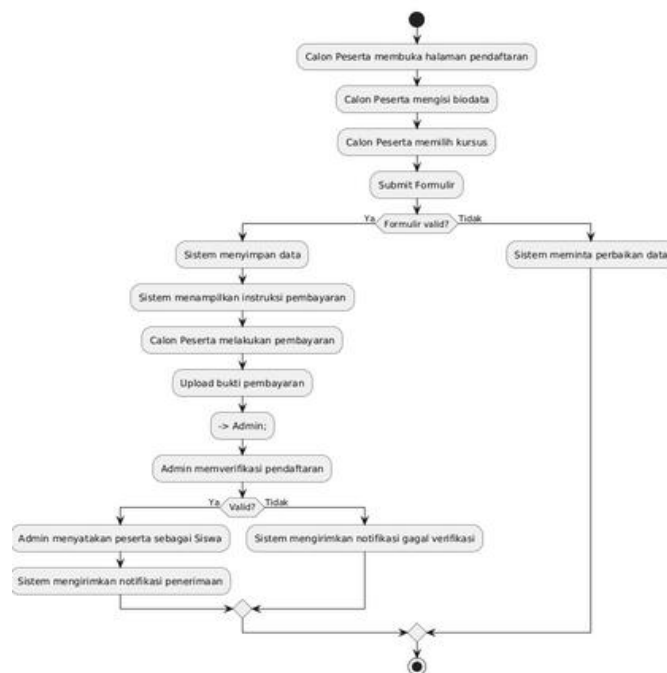 Calon Peserta membuka halaman pendaftaran
Calon Peserta mengisi biodata
Calon Peserta memilih kursus
Submit Formulir
Ya
Formulir valid?
Tidak
Sistem menyimpan data
Sistem meminta perbaikan data
Sistem menampilkan instruksi pembayaran
Calon Peserta melakukan pembayaran
Upload bukti pembayaran
-> Admin;
Admin memverifikasi pendaftaran
Ya
Valid?
Tidak
Admin menyatakan peserta sebagai Siswa
Sistem mengirimkan notifikasi gagal verifikasi
Sistem mengirimkan notifikasi penerimaan